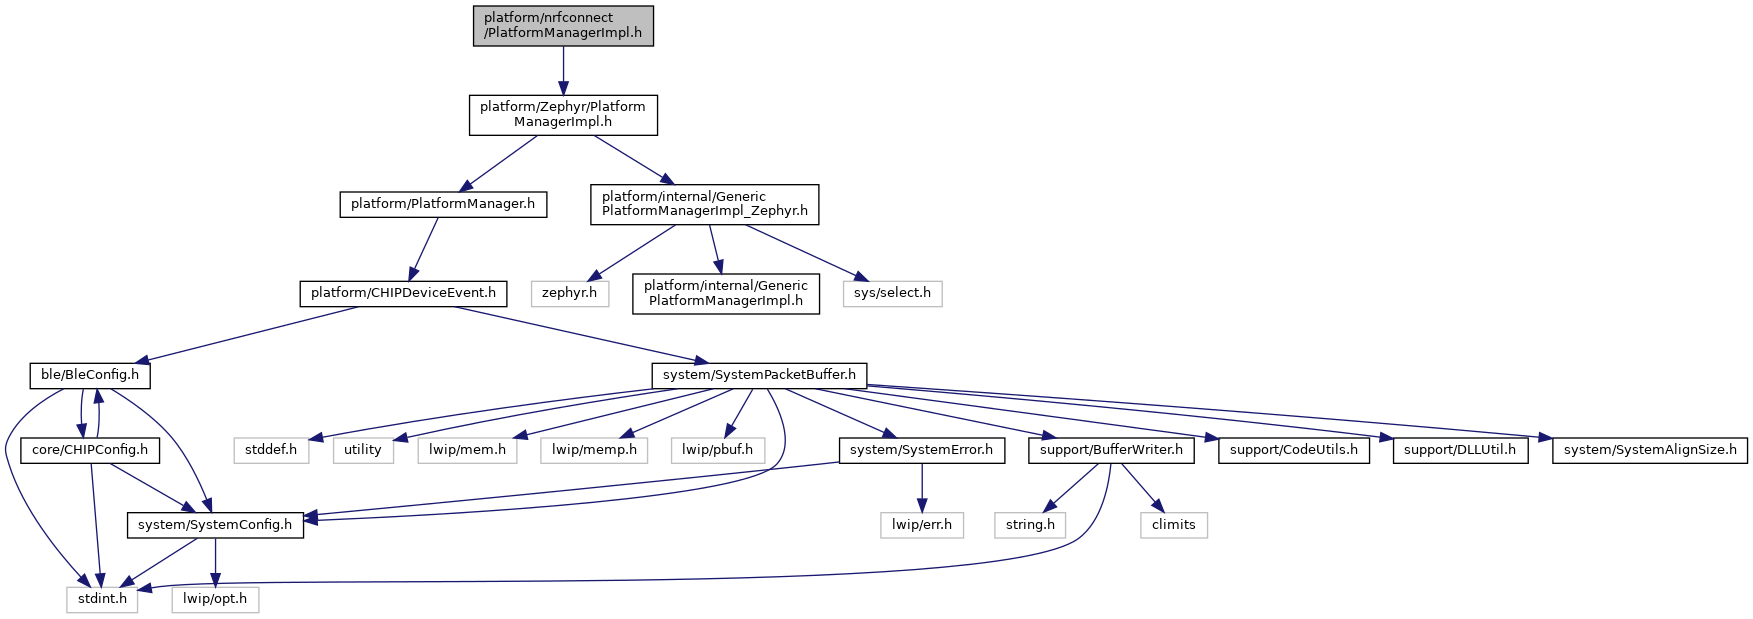 platform/nrfconnect
/PlatformManagerImpl.h
platform/Zephyr/Platform
ManagerImpl.h
platform/PlatformManager.h
platform/internal/Generic
PlatformManagerImpl_Zephyr.h
platform/CHIPDeviceEvent.h
zephyr.h
platform/internal/Generic
PlatformManagerImpl.h
sys/select.h
ble/BleConfig.h
system/SystemPacketBuffer.h
core/CHIPConfig.h
stddef.h
utility
lwip/mem.h
lwip/memp.h
lwip/pbuf.h
system/SystemError.h
support/BufferWriter.h
support/CodeUtils.h
support/DLLUtil.h
system/SystemAlignSize.h
system/SystemConfig.h
lwip/err.h
string.h
climits
stdint.h
lwip/opt.h